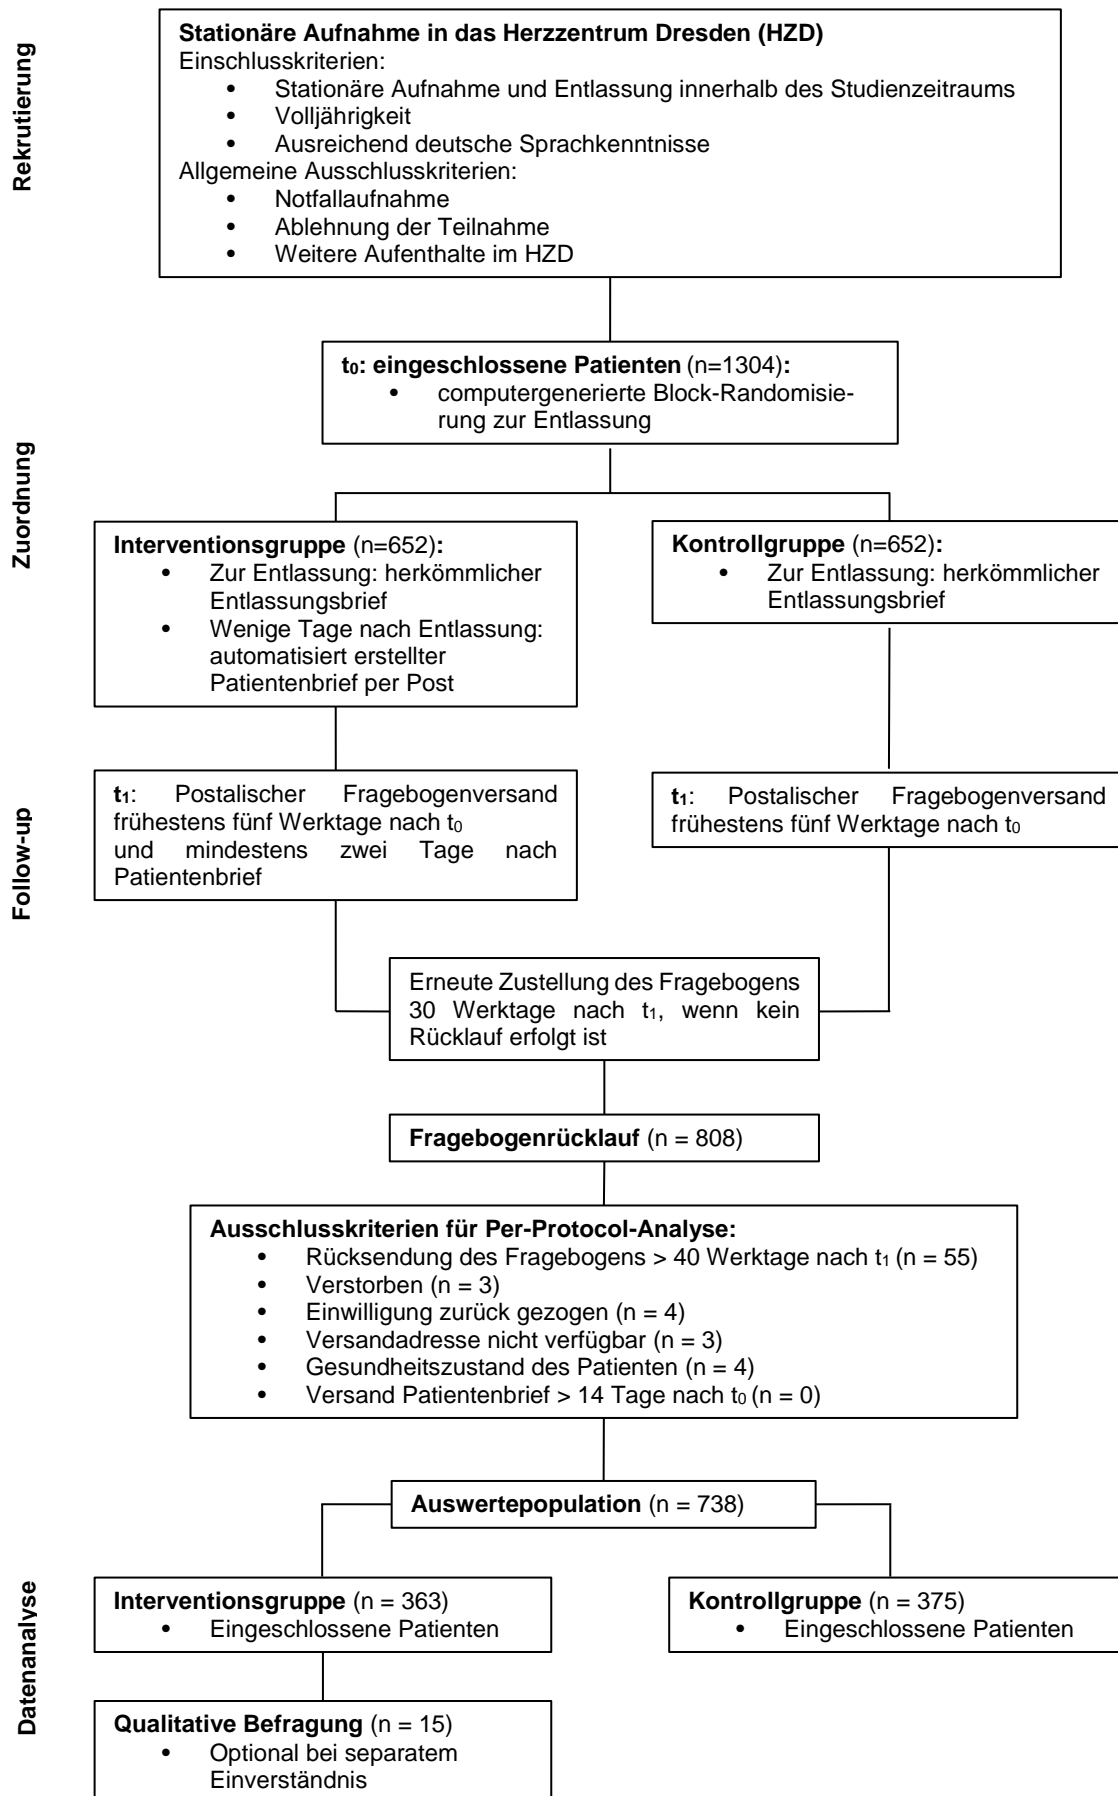 Rekrutierung
Stationäre Aufnahme in das Herzzentrum Dresden (HZD)
Einschlusskriterien:
• Stationäre Aufnahme und Entlassung innerhalb des Studienzeitraums
• Volljährigkeit
• Ausreichend deutsche Sprachkenntnisse
Allgemeine Ausschlusskriterien:
• Notfallaufnahme
• Ablehnung der Teilnahme
• Weitere Aufenthalte im HZD
t₀: eingeschlossene Patienten (n=1304):
• computergenerierte Block-Randomisie-
rung zur Entlassung
Zuordnung
Interventionsgruppe (n=652):
• Zur Entlassung: herkömmlicher
Entlassungsbrief
• Wenige Tage nach Entlassung:
automatisiert erstellter
Patientenbrief per Post
Kontrollgruppe (n=652):
• Zur Entlassung: herkömmlicher
Entlassungsbrief
Follow-up
t₁: Postalischer Fragebogenversand
frühestens fünf Werktage nach t₀
und mindestens zwei Tage nach
Patientenbrief
t₁: Postalischer Fragebogenversand
frühestens fünf Werktage nach t₀
Erneute Zustellung des Fragebogens
30 Werktage nach t₁, wenn kein
Rücklauf erfolgt ist
Fragebogenrücklauf (n = 808)
Ausschlusskriterien für Per-Protocol-Analyse:
• Rücksendung des Fragebogens > 40 Werktage nach t₁ (n = 55)
• Verstorben (n = 3)
• Einwilligung zurück gezogen (n = 4)
• Versandadresse nicht verfügbar (n = 3)
• Gesundheitszustand des Patienten (n = 4)
• Versand Patientenbrief > 14 Tage nach t₀ (n = 0)
Auswertepopulation (n = 738)
Datenanalyse
Interventionsgruppe (n = 363)
• Eingeschlossene Patienten
Kontrollgruppe (n = 375)
• Eingeschlossene Patienten
Qualitative Befragung (n = 15)
• Optional bei separatem
Einverständnis